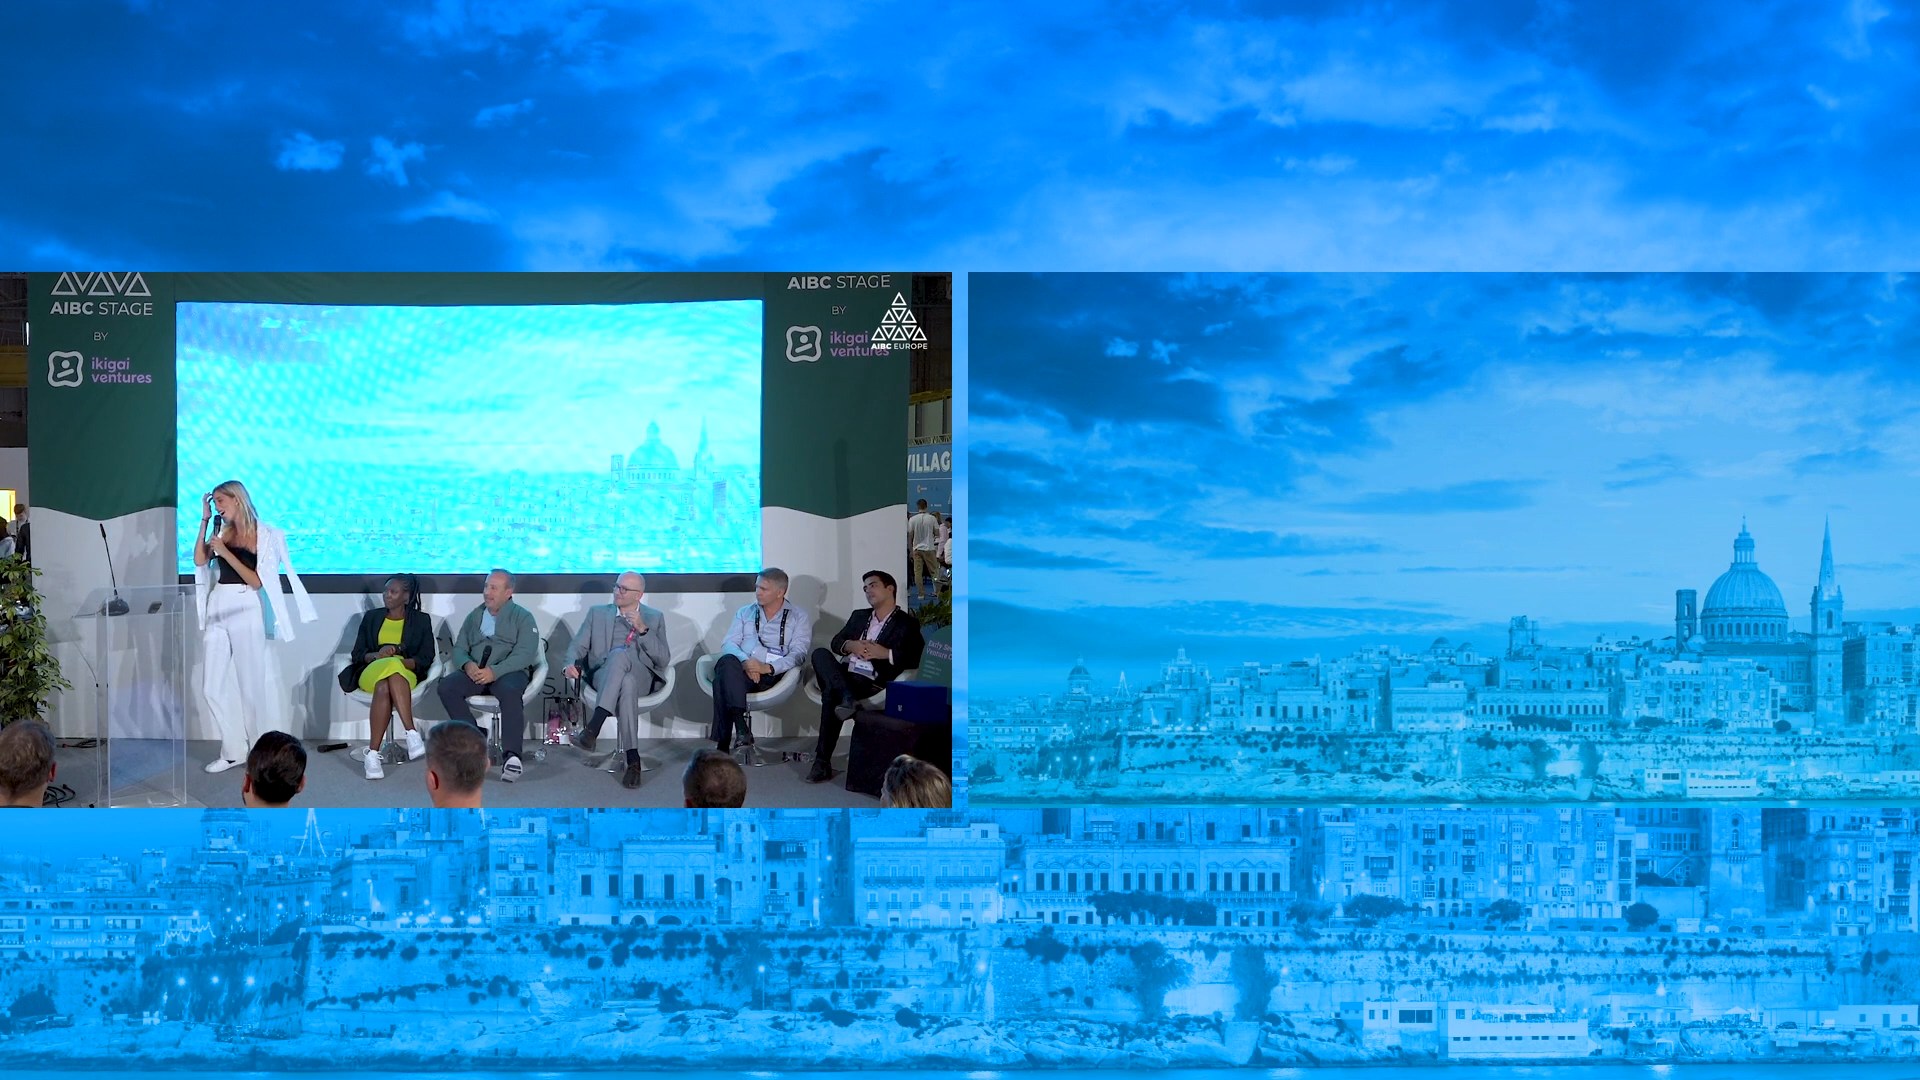 AIBC STAGE
BY
ikigai
ventures
AIBC STAGE
BY
ikigai
ventures
AIBC EUROPE
VILLAG